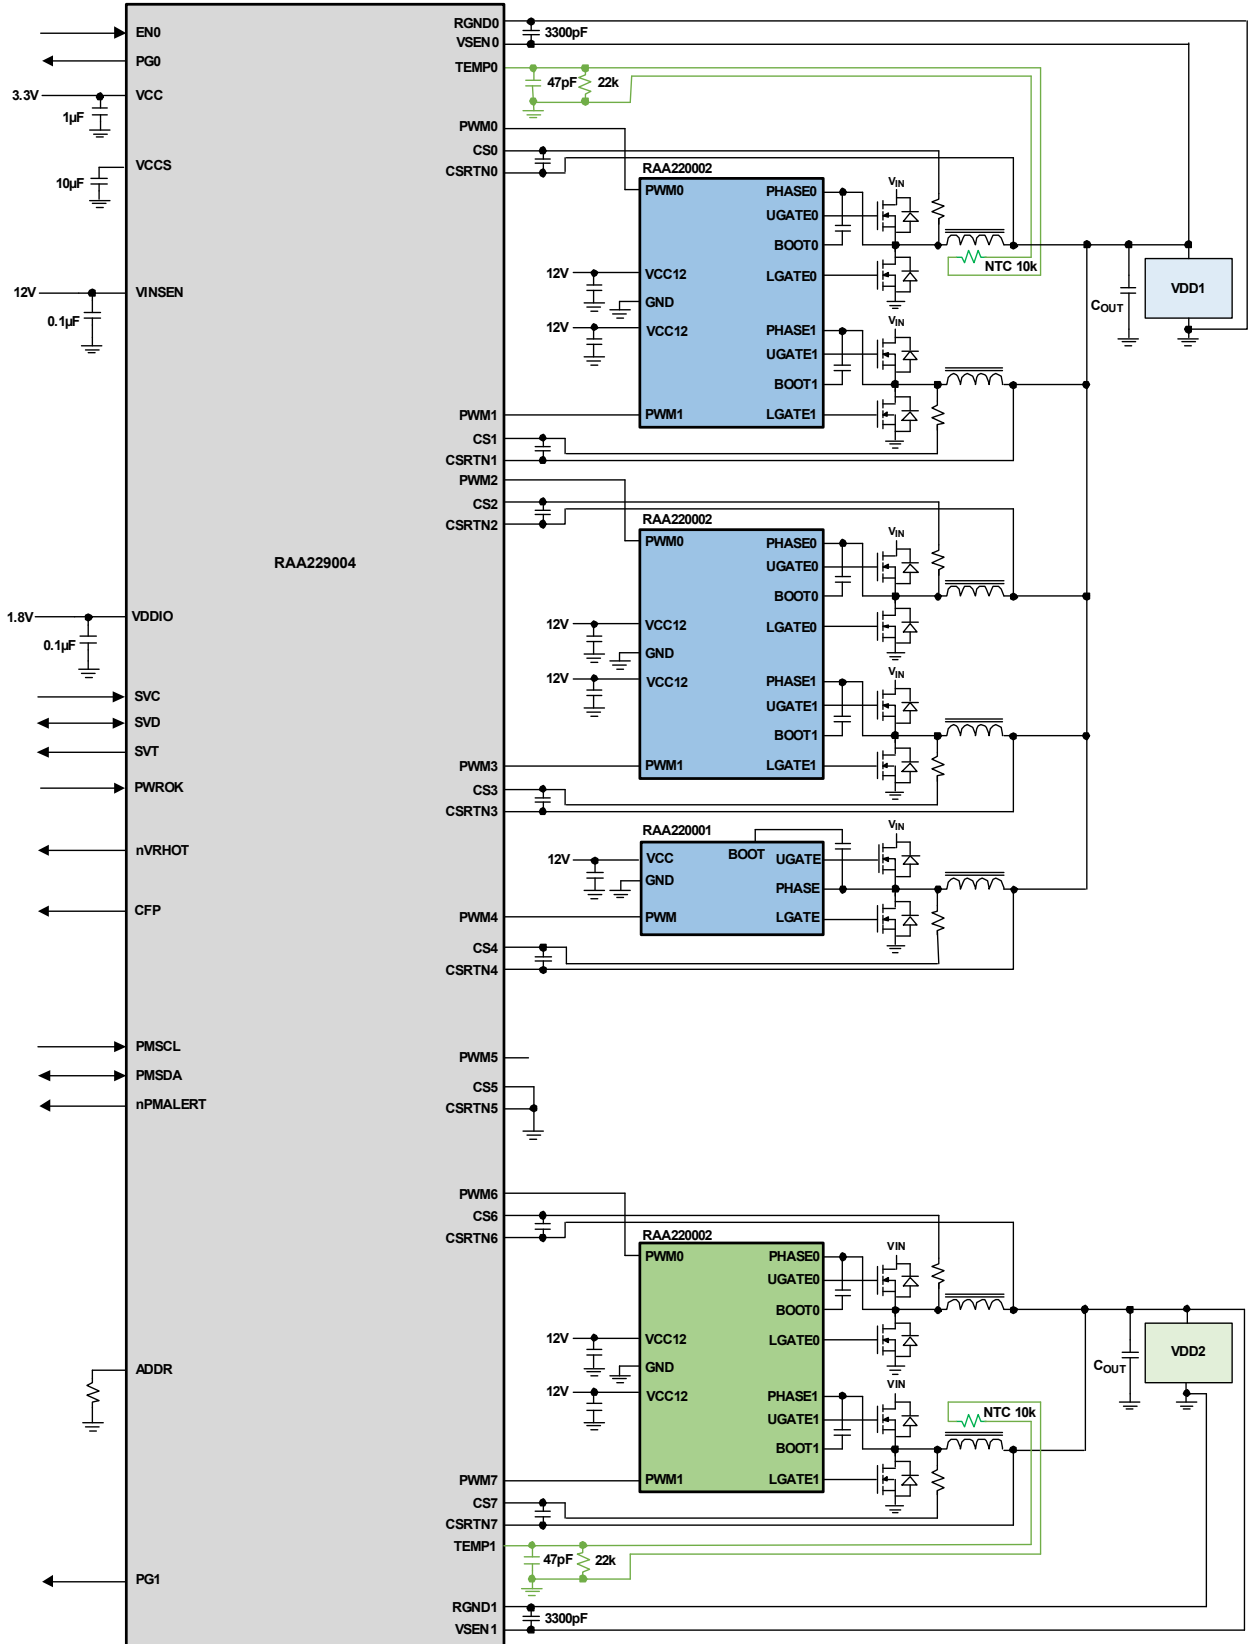 EN0
PG0
3.3V
VCC
1µF
VCCS
10µF
12V
VINSEN
0.1µF
RAA229004
1.8V
VDDIO
0.1µF
SVC
SVD
SVT
PWROK
nVRHOT
CFP
PMSCL
PMSDA
nPMALERT
ADDR
PG1
RGND0
3300pF
VSEN0
TEMP0
47pF
22k
PWM0
CS0
CSRTN0
RAA220002
PWM0
PHASE0
UGATE0
BOOT0
12V
VCC12
LGATE0
GND
12V
VCC12
PHASE1
UGATE1
BOOT1
PWM1
PWM1
LGATE1
VIN
NTC 10k
VIN
COUT
VDD1
CS1
CSRTN1
PWM2
CS2
CSRTN2
RAA220002
PWM0
PHASE0
UGATE0
BOOT0
12V
VCC12
LGATE0
GND
12V
VCC12
PHASE1
UGATE1
BOOT1
PWM3
PWM1
LGATE1
VIN
VIN
CS3
CSRTN3
RAA220001
VIN
12V
VCC
BOOT
UGATE
GND
PHASE
PWM4
PWM
LGATE
CS4
CSRTN4
PWM5
CS5
CSRTN5
PWM6
CS6
CSRTN6
RAA220002
PWM0
PHASE0
UGATE0
BOOT0
12V
VCC12
LGATE0
GND
12V
VCC12
PHASE1
UGATE1
BOOT1
PWM7
PWM1
LGATE1
VIN
VIN
NTC 10k
COUT
VDD2
CS7
CSRTN7
TEMP1
47pF
22k
RGND1
3300pF
VSEN1